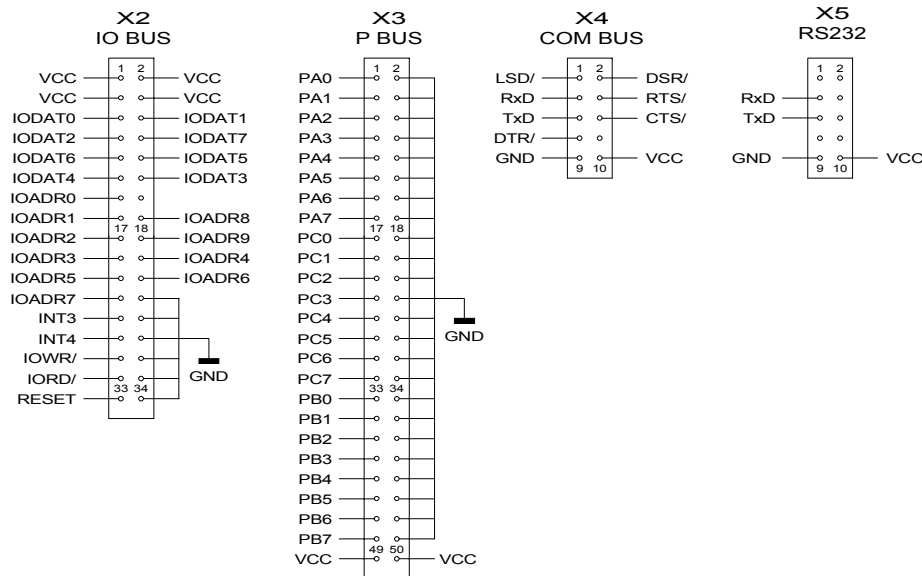 X2
IO BUS
1 2
VCC VCC
VCC VCC
IODAT0 IODAT1
IODAT2 IODAT7
IODAT6 IODAT5
IODAT4 IODAT3
IOADR0
IOADR1 IOADR8
17 18
IOADR2 IOADR9
IOADR3 IOADR4
IOADR5 IOADR6
IOADR7
INT3
INT4
IOWR/
GND
IORD/
33 34
RESET
X3
P BUS
1 2
PA0
PA1
PA2
PA3
PA4
PA5
PA6
PA7
17 18
PC0
PC1
PC2
PC3
PC4
GND
PC5
PC6
PC7
33 34
PB0
PB1
PB2
PB3
PB4
PB5
PB6
PB7
49 50
VCC VCC
X4
COM BUS
1 2
LSD/ DSR/
RxD RTS/
TxD CTS/
DTR/
GND VCC
9 10
X5
RS232
1 2
RxD
TxD
GND VCC
9 10